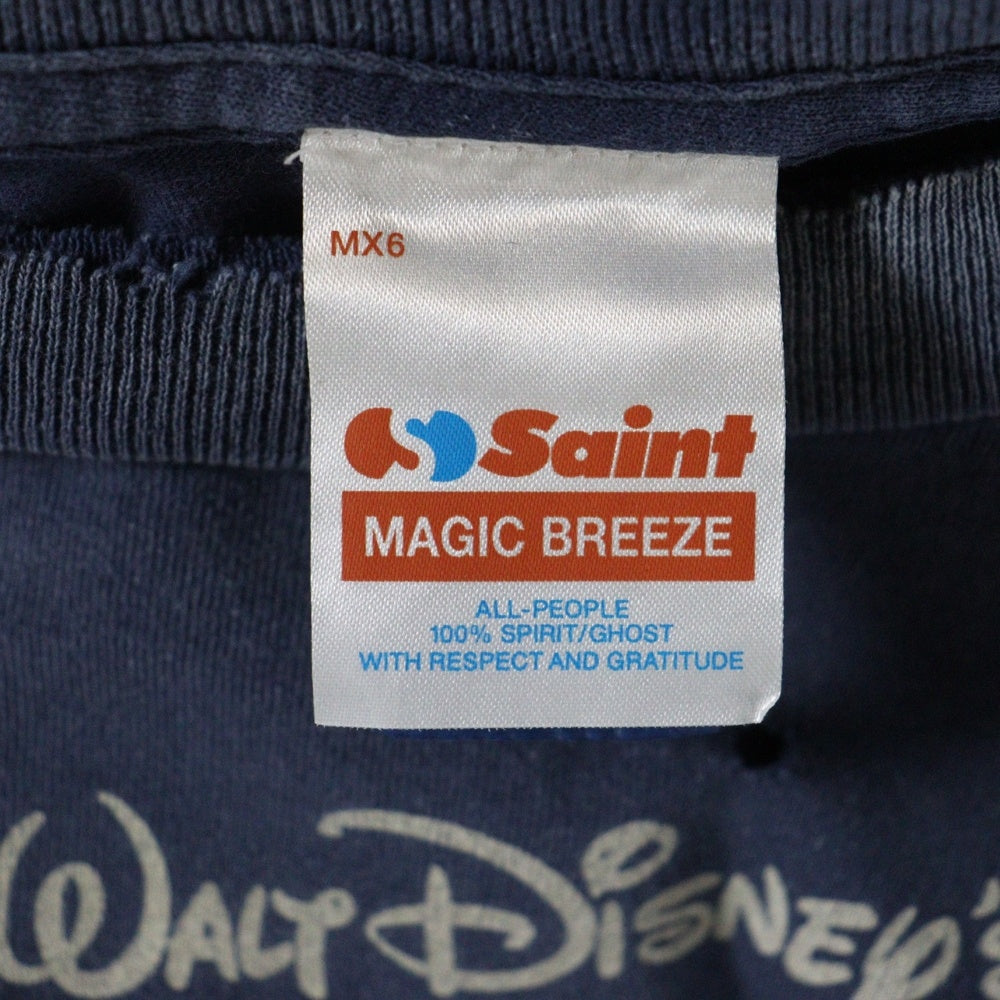 MX6
Saint
MAGIC BREEZE
ALL-PEOPLE
100% SPIRIT/GHOST
WITH RESPECT AND GRATITUDE
WALT DISNEY'S